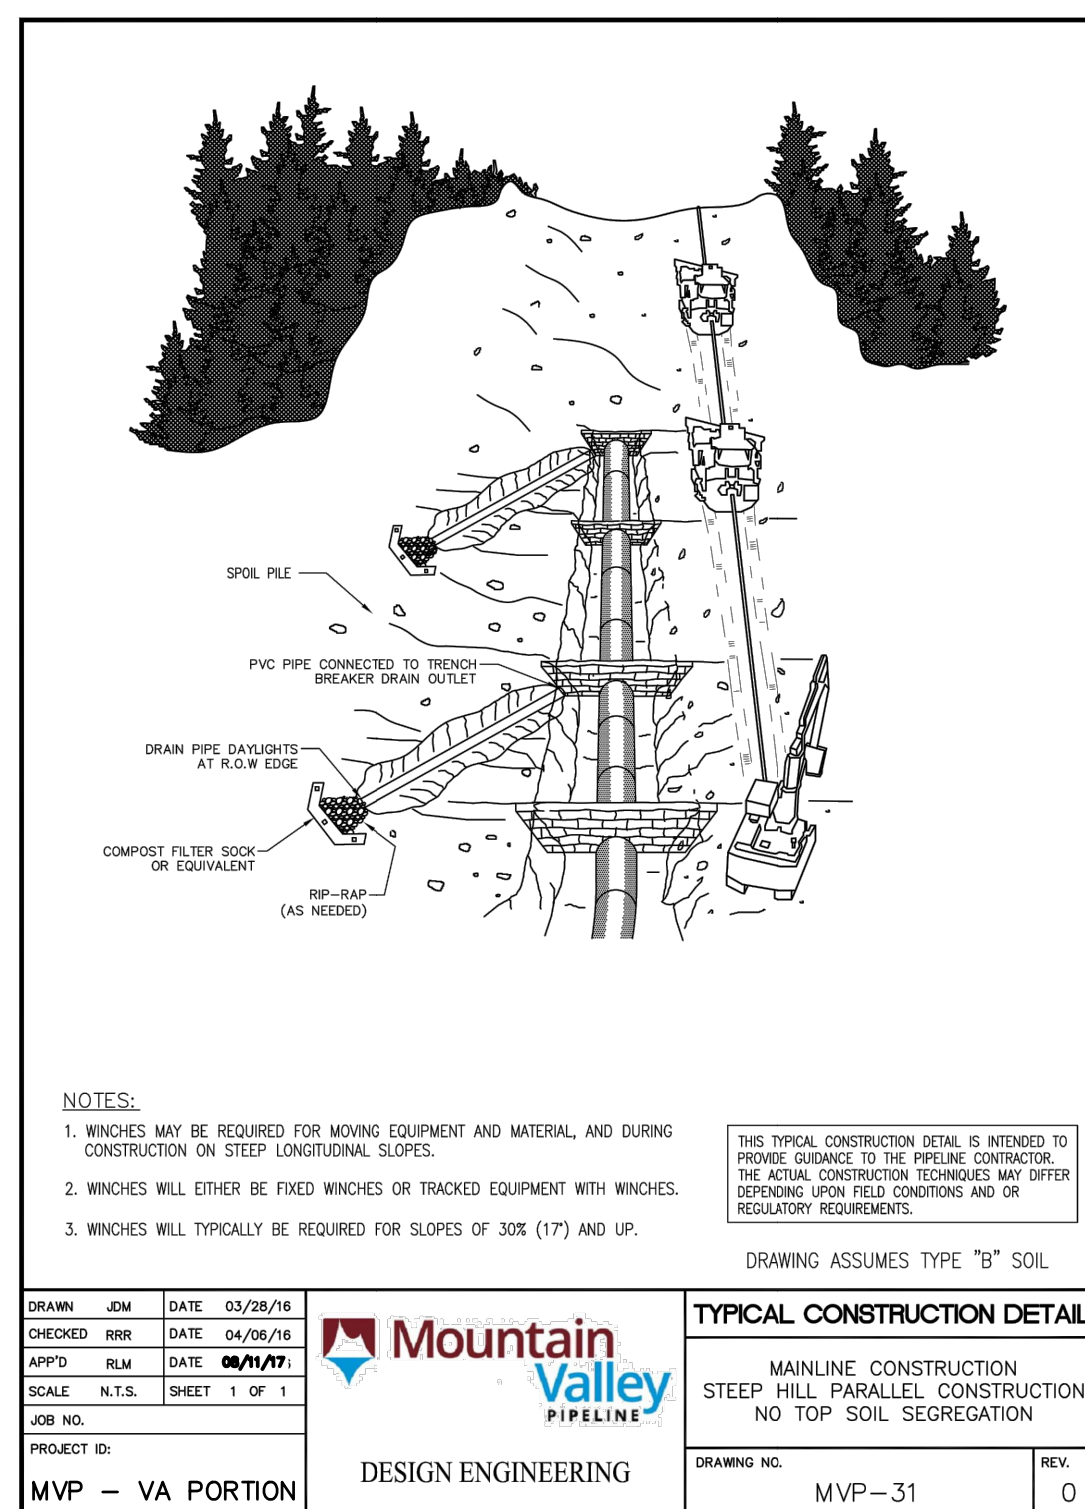 SPOIL PILE
PVC PIPE CONNECTED TO TRENCH
BREAKER DRAIN OUTLET
DRAIN PIPE DAYLIGHTS
AT R.O.W EDGE
COMPOST FILTER SOCK
OR EQUIVALENT
RIP-RAP
(AS NEEDED)
NOTES:
1. WINCHES MAY BE REQUIRED FOR MOVING EQUIPMENT AND MATERIAL, AND DURING
CONSTRUCTION ON STEEP LONGITUDINAL SLOPES.
2. WINCHES WILL EITHER BE FIXED WINCHES OR TRACKED EQUIPMENT WITH WINCHES.
3. WINCHES WILL TYPICALLY BE REQUIRED FOR SLOPES OF 30% (17°) AND UP.
THIS TYPICAL CONSTRUCTION DETAIL IS INTENDED TO
PROVIDE GUIDANCE TO THE PIPELINE CONTRACTOR.
THE ACTUAL CONSTRUCTION TECHNIQUES MAY DIFFER
DEPENDING UPON FIELD CONDITIONS AND OR
REGULATORY REQUIREMENTS.
DRAWING ASSUMES TYPE "B" SOIL
DRAWN JDM DATE 03/28/16
CHECKED RRR DATE 04/06/16
APP'D RLM DATE
SCALE N.T.S. SHEET 1 OF 1
JOB NO.
PROJECT ID:
MVP - VA PORTION
Mountain
Valley
PIPELINE
DESIGN ENGINEERING
TYPICAL CONSTRUCTION DETAIL
MAINLINE CONSTRUCTION
STEEP HILL PARALLEL CONSTRUCTION
NO TOP SOIL SEGREGATION
DRAWING NO.
MVP-31
REV.
0